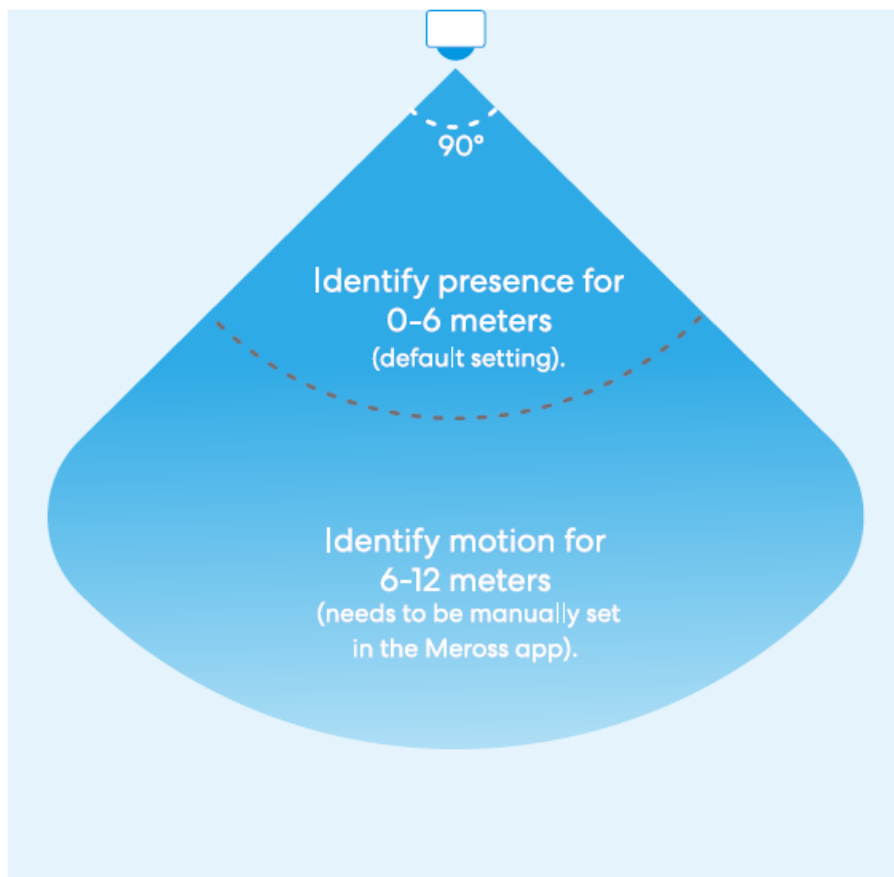 90°
Identify presence for
0-6 meters
(default setting).
Identify motion for
6-12 meters
(needs to be manually set
in the Meross app).